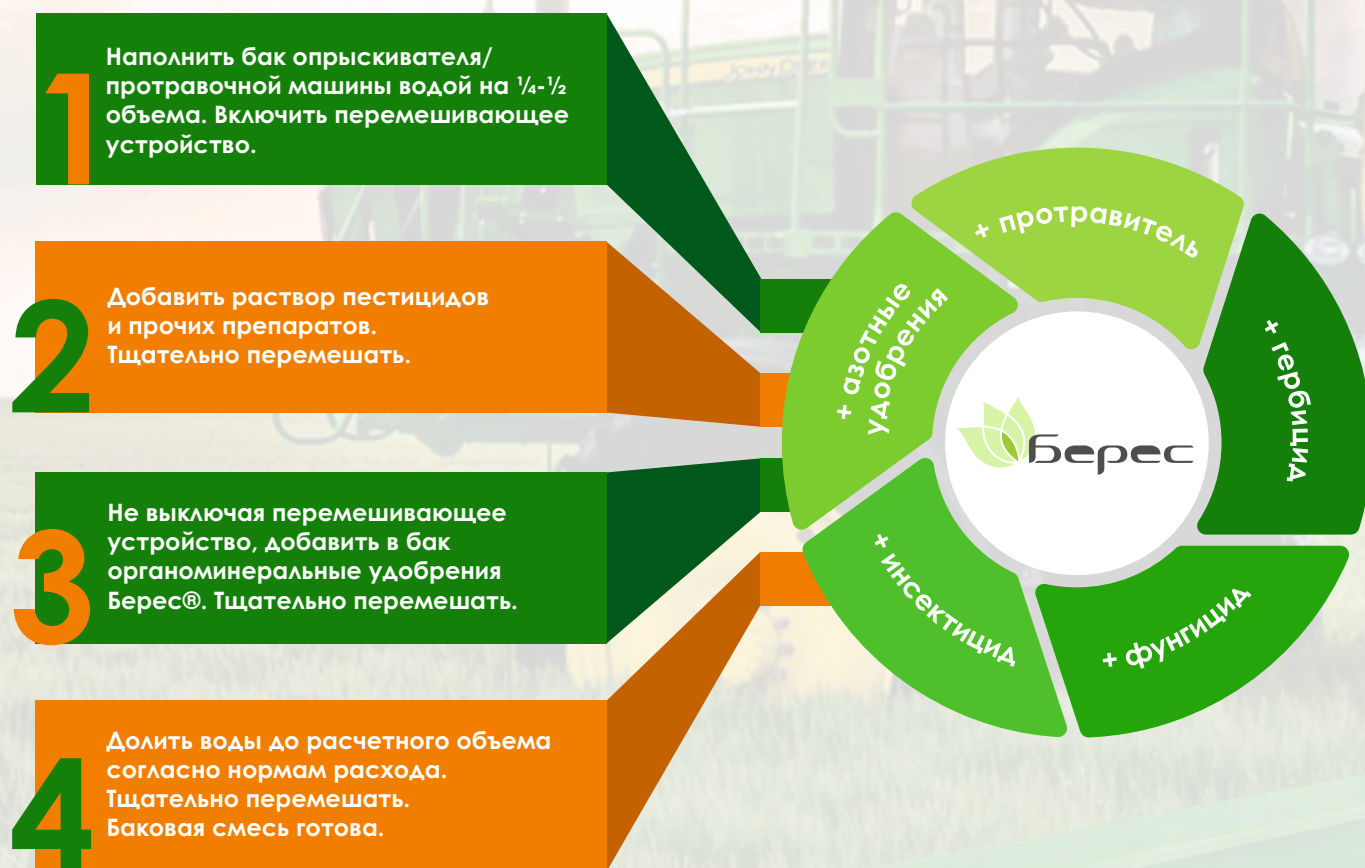 1
Наполнить бак опрыскивателя/
протравочной машины водой на ¼-½
объема. Включить перемешивающее
устройство.
2
Добавить раствор пестицидов
и прочих препаратов.
Тщательно перемешать.
3
Не выключая перемешивающее
устройство, добавить в бак
органоминеральные удобрения
Берес®. Тщательно перемешать.
4
Долить воды до расчетного объема
согласно нормам расхода.
Тщательно перемешать.
Баковая смесь готова.
+ протравитель
+ гербицид
+ фунгицид
+ инсектицид
+ азотные
удобрения
Берес
JOHN DEERE